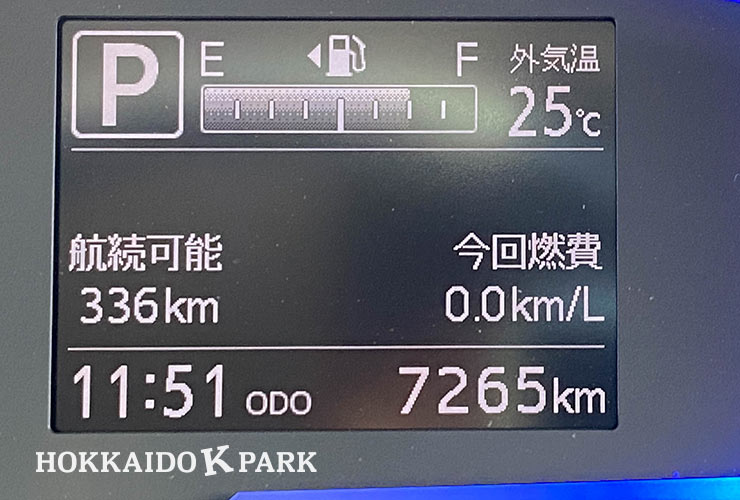 P E F 外気温
25℃
航続可能 今回燃費
336km 0.0km/L
11:51 ODO 7265km
HOKKAIDO K PARK